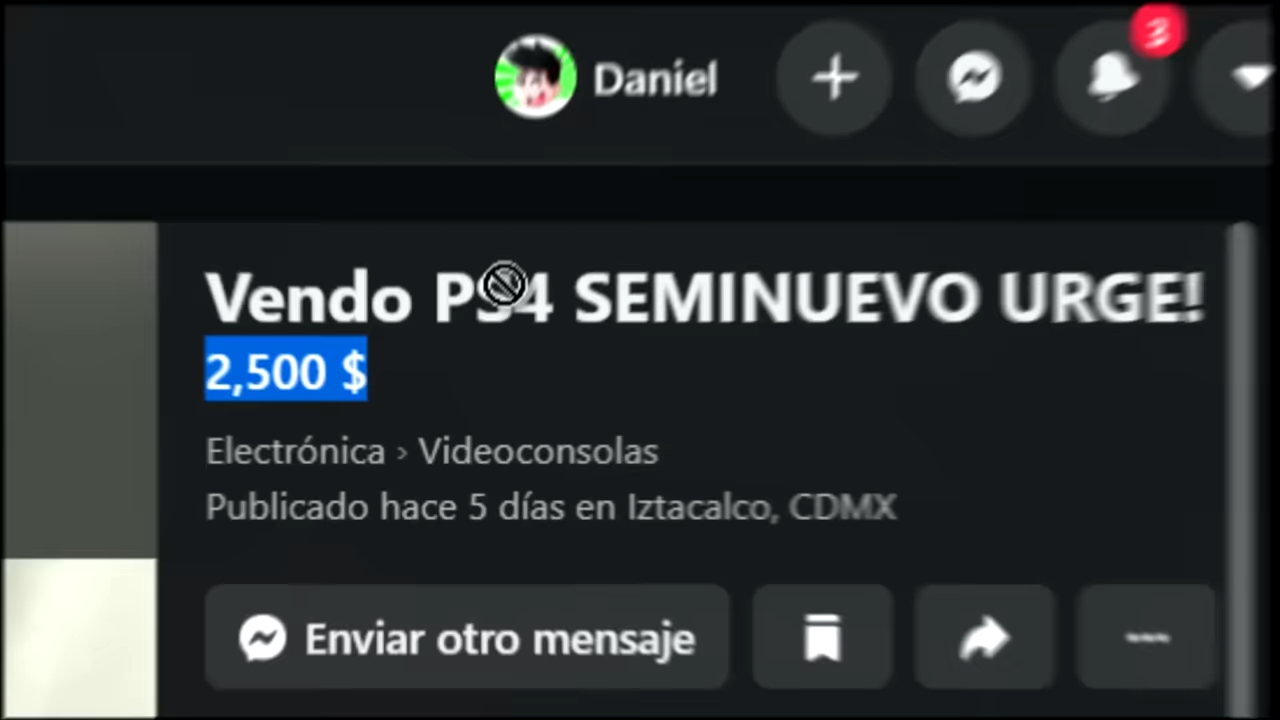 Daniel
3
Vendo PS4 SEMINUEVO URGE!
2,500 $
Electrónica › Videoconsolas
Publicado hace 5 días en Iztacalco, CDMX
Enviar otro mensaje